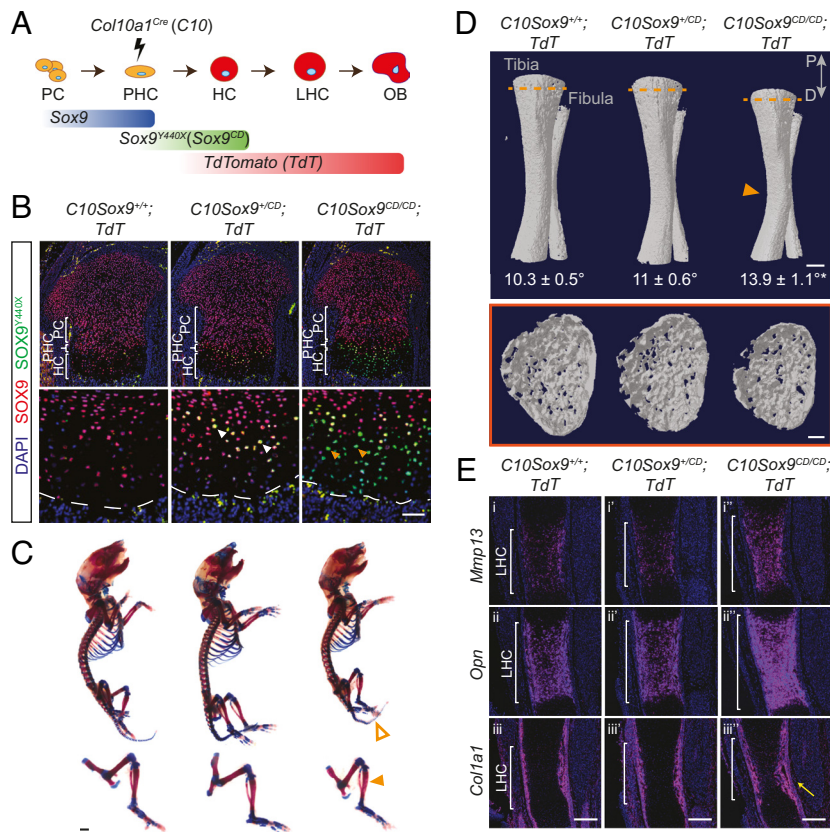 A
Col10a1Cre (C10)
PC PHC HC LHC OB
Sox9
Sox9Y440X(Sox9CD)
TdTomato (TdT)
B
C10Sox9+/+; TdT
C10Sox9+/CD; TdT
C10Sox9CD/CD; TdT
DAPI SOX9 SOX9Y440X
PHC PC
HC
PHC PC
HC
PHC PC
HC
C
D
C10Sox9+/+; TdT
C10Sox9+/CD; TdT
C10Sox9CD/CD; TdT
Tibia
Fibula
P
D
10.3 ± 0.5° 11 ± 0.6° 13.9 ± 1.1°*
E
C10Sox9+/+; TdT
C10Sox9+/CD; TdT
C10Sox9CD/CD; TdT
Mmp13
i i' i''
LHC
Opn
ii ii' ii''
LHC
Col1a1
iii iii' iii''
LHC